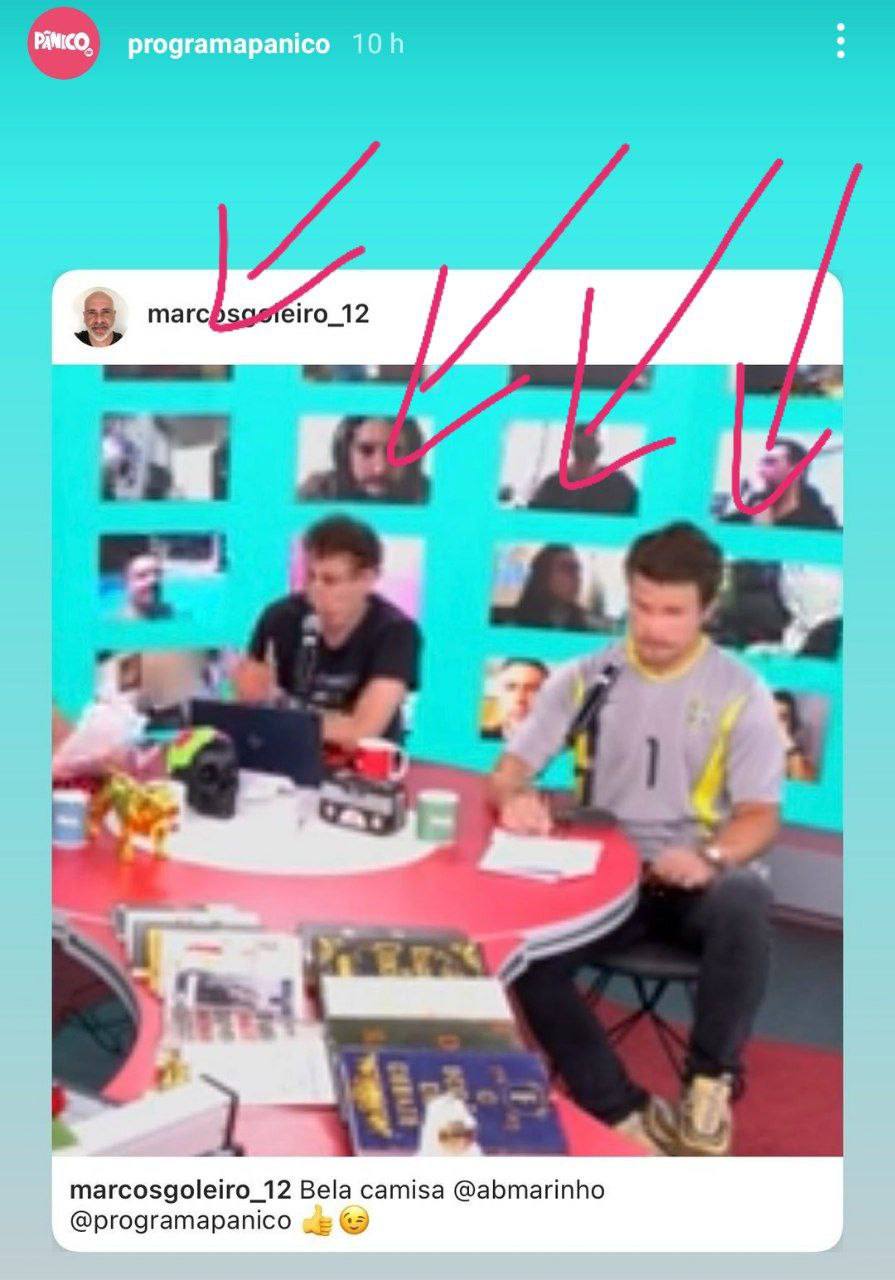 PÂNICO
programapanico 10 h
marcosgoleiro_12
1
marcosgoleiro_12 Bela camisa @abmarinho
@programapanico 👍😉